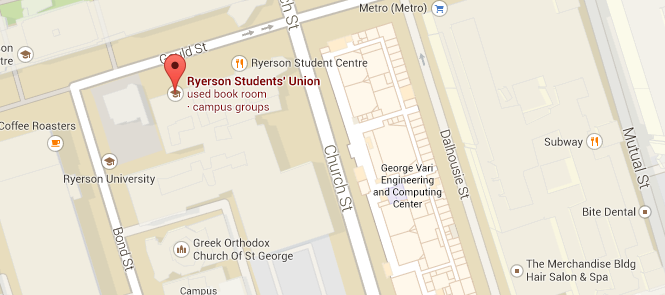 Church St
Metro (Metro)
Gould St
Ryerson Student Centre
Ryerson Students' Union
used book room
· campus groups
Coffee Roasters
Ryerson University
Church St
George Vari
Engineering
and Computing
Center
Dalhousie St
Subway
Mutual St
Bite Dental
Bond St
Greek Orthodox
Church Of St George
The Merchandise Bldg
Hair Salon & Spa
Campus